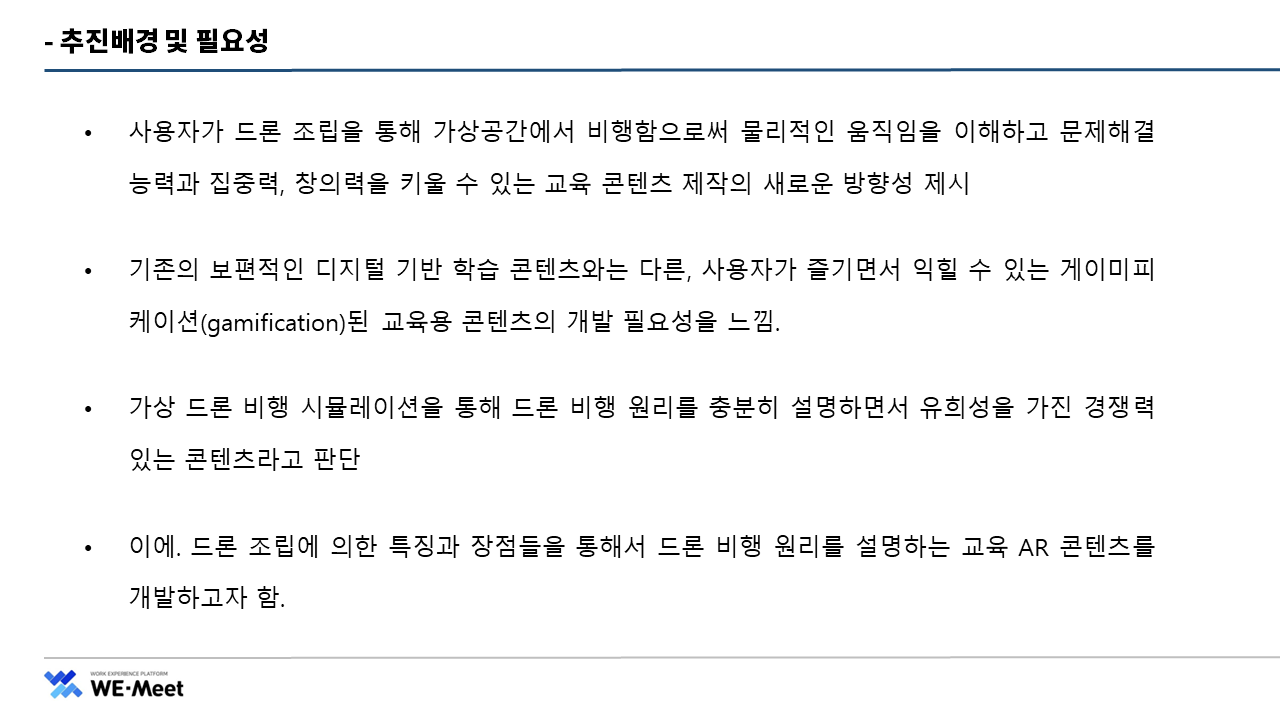 - 추진배경 및 필요성
• 사용자가 드론 조립을 통해 가상공간에서 비행함으로써 물리적인 움직임을 이해하고 문제해결
능력과 집중력, 창의력을 키울 수 있는 교육 콘텐츠 제작의 새로운 방향성 제시
• 기존의 보편적인 디지털 기반 학습 콘텐츠와는 다른, 사용자가 즐기면서 익힐 수 있는 게이미피
케이션(gamification)된 교육용 콘텐츠의 개발 필요성을 느낌.
• 가상 드론 비행 시뮬레이션을 통해 드론 비행 원리를 충분히 설명하면서 유희성을 가진 경쟁력
있는 콘텐츠라고 판단
• 이에. 드론 조립에 의한 특징과 장점들을 통해서 드론 비행 원리를 설명하는 교육 AR 콘텐츠를
개발하고자 함.
WORK EXPERIENCE PLATFORM
WE-Meet